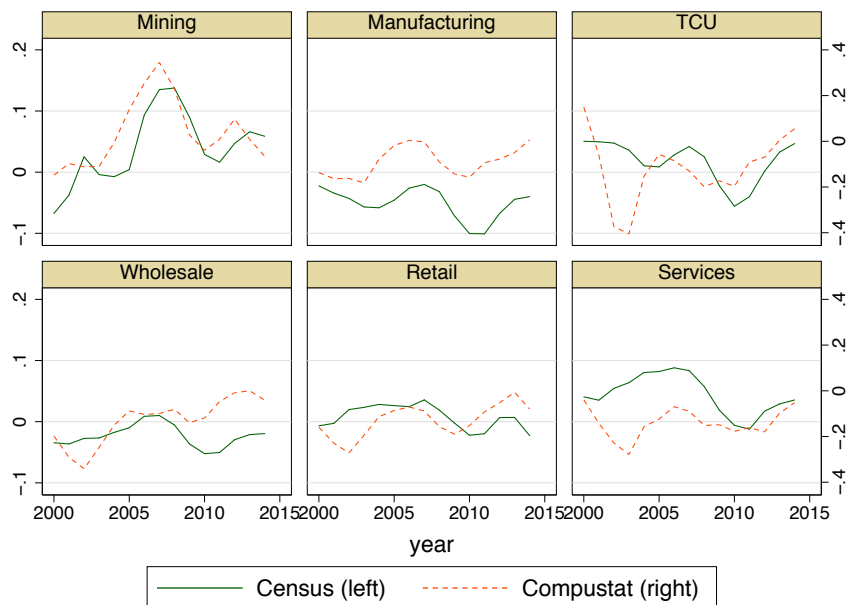 Mining Manufacturing TCU
.2 .4
.1 .2
0 0
-.2
-.1 -.4
Wholesale Retail Services
.2 .4
.1 .2
0 0
-.2
-.1 -.4
2000 2005 2010 2015 2000 2005 2010 2015 2000 2005 2010 2015
year
Census (left) Compustat (right)